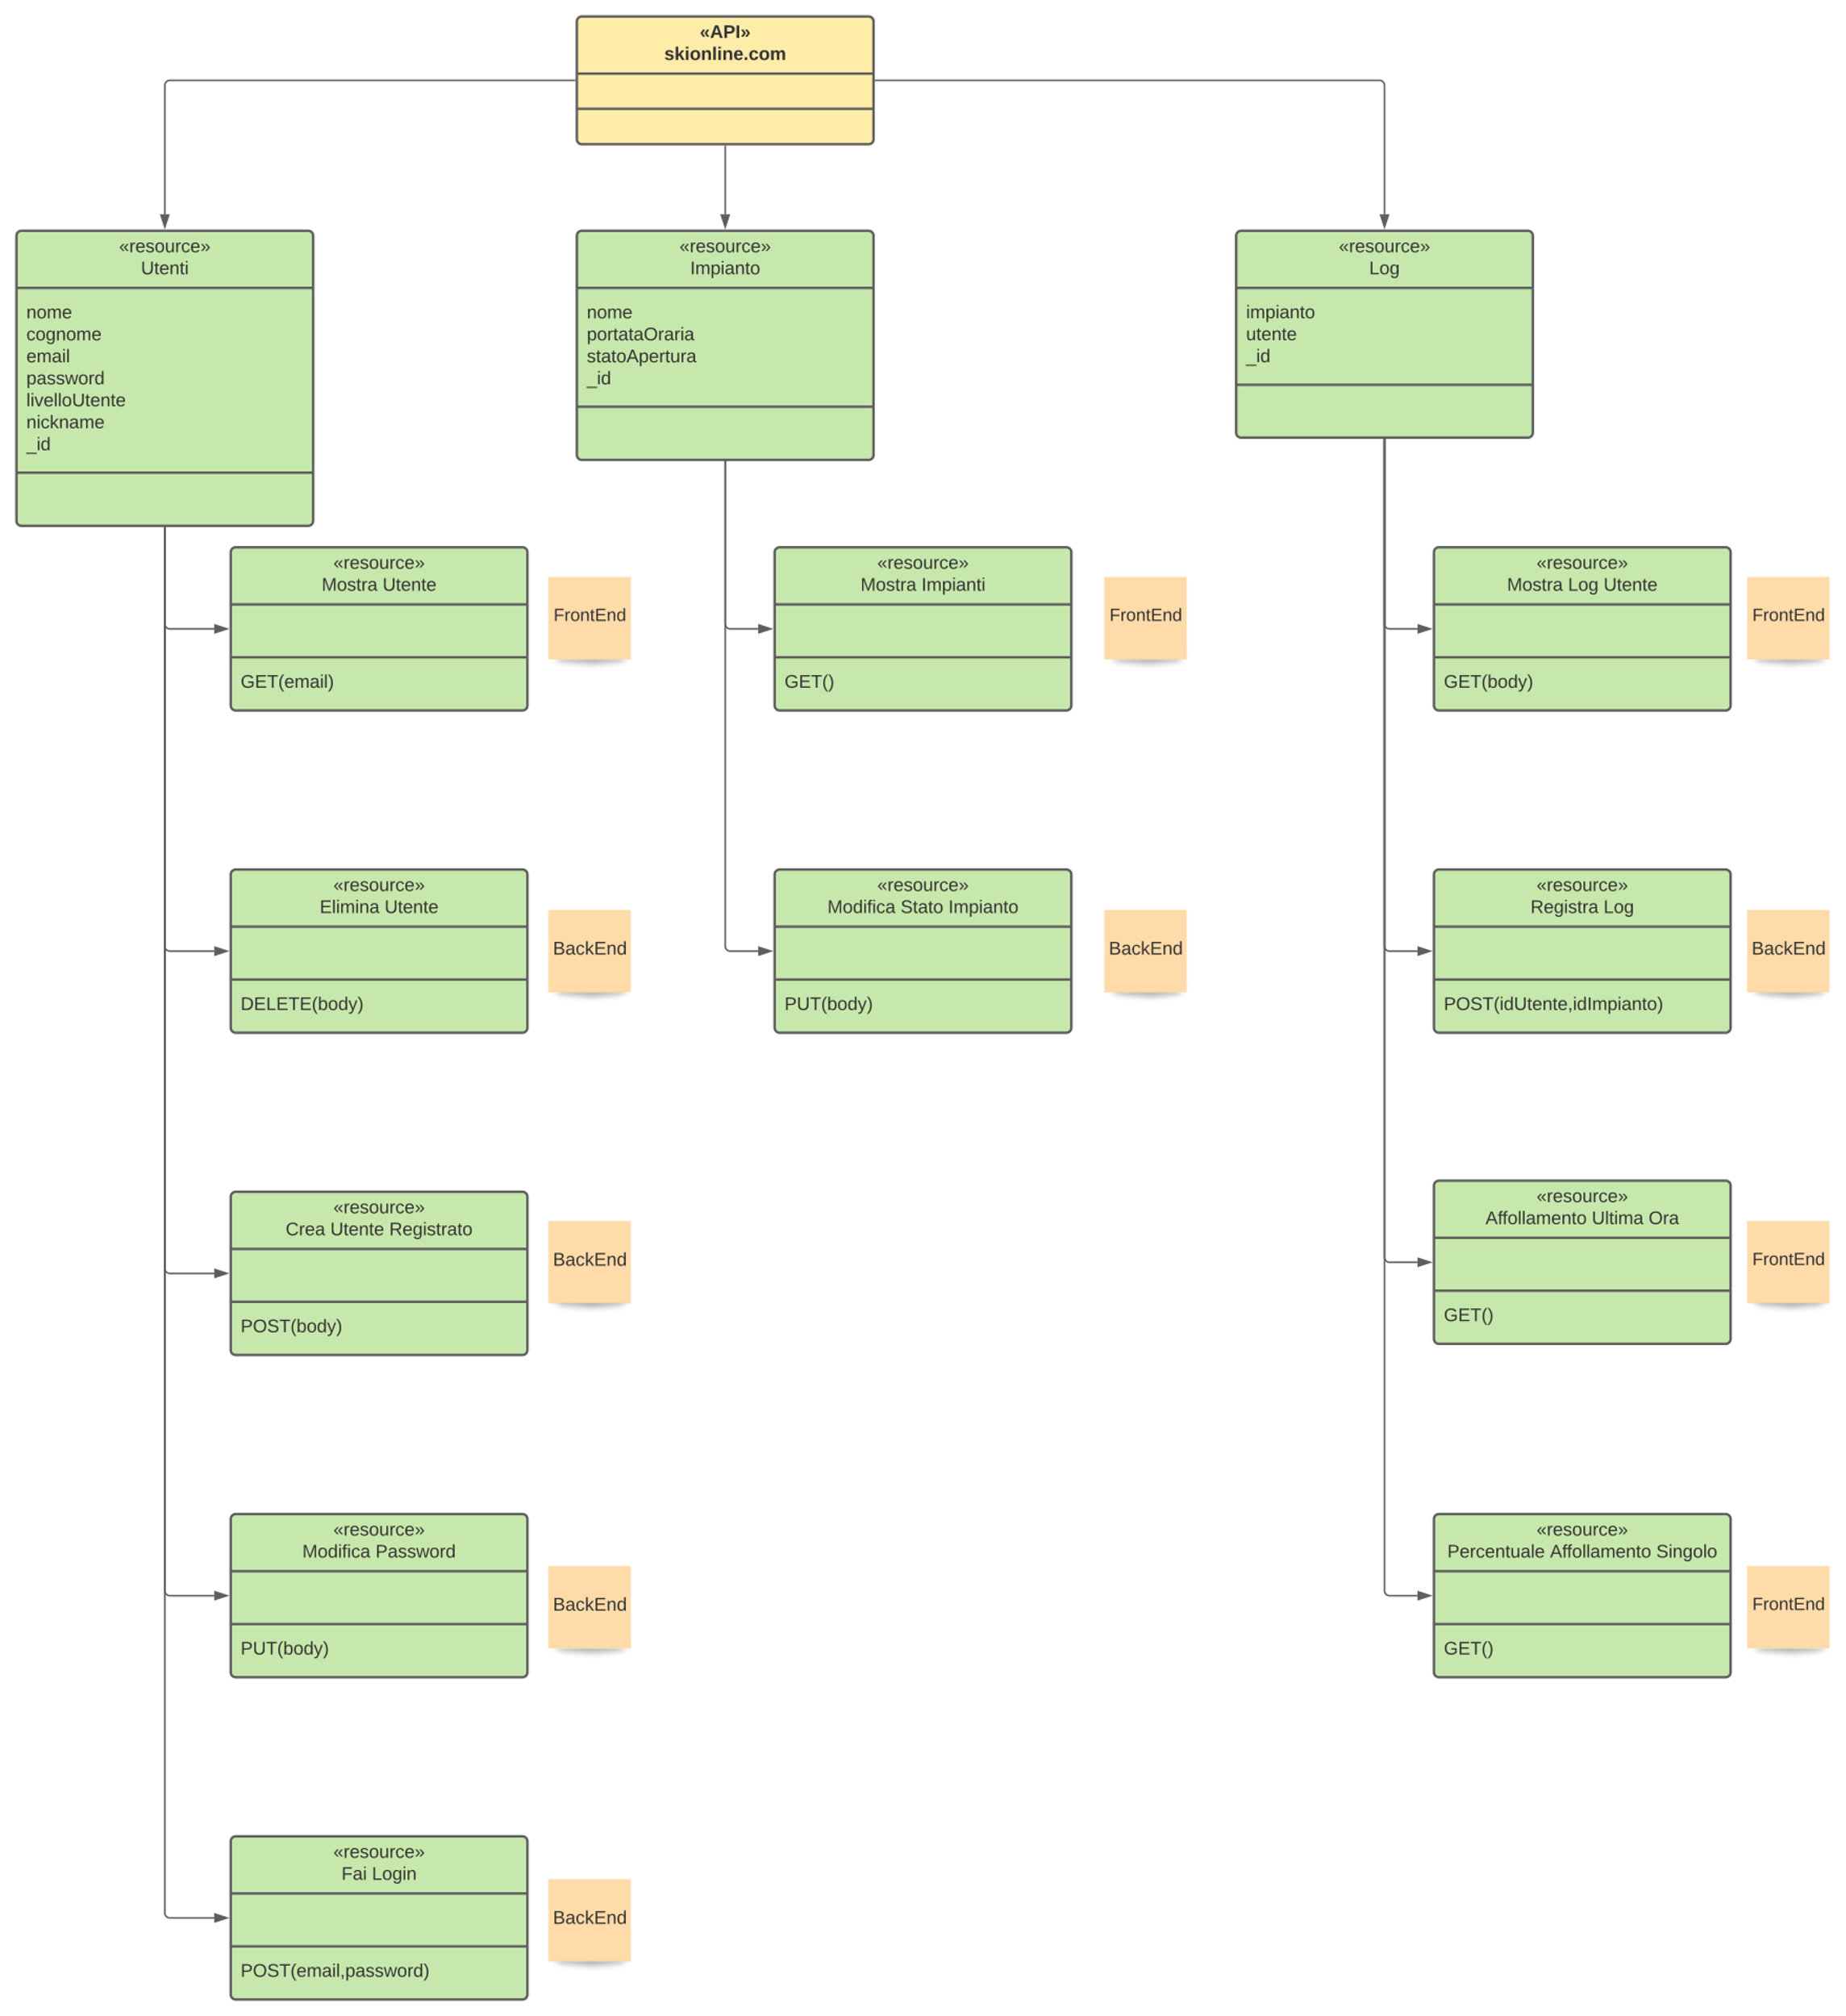 «API»
skionline.com
«resource»
Utenti
nome
cognome
email
password
livelloUtente
nickname
_id
«resource»
Impianto
nome
portataOraria
statoApertura
_id
«resource»
Log
impianto
utente
_id
«resource»
Mostra Utente
GET(email)
FrontEnd
«resource»
Mostra Impianti
GET()
FrontEnd
«resource»
Mostra Log Utente
GET(body)
FrontEnd
«resource»
Elimina Utente
DELETE(body)
BackEnd
«resource»
Modifica Stato Impianto
PUT(body)
BackEnd
«resource»
Registra Log
POST(idUtente,idImpianto)
BackEnd
«resource»
Crea Utente Registrato
POST(body)
BackEnd
«resource»
Affollamento Ultima Ora
GET()
FrontEnd
«resource»
Modifica Password
PUT(body)
BackEnd
«resource»
Percentuale Affollamento Singolo
GET()
FrontEnd
«resource»
Fai Login
POST(email,password)
BackEnd